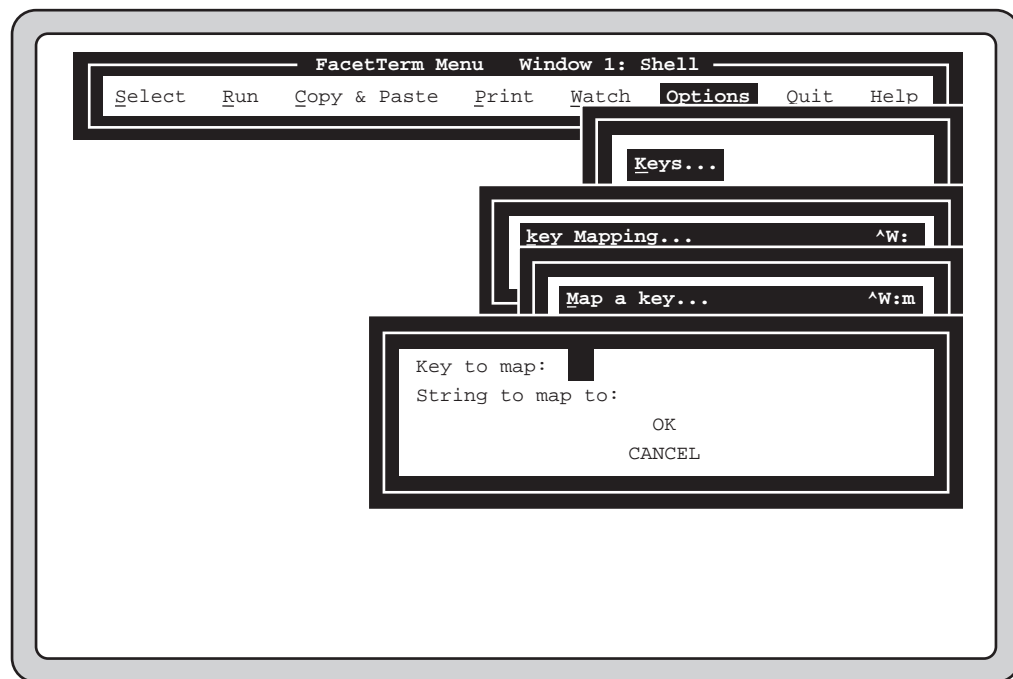 FacetTerm Menu Window 1: Shell
Select Run Copy & Paste Print Watch Options Quit Help
Keys...
key Mapping... ^W:
Map a key... ^W:m
Key to map:
String to map to:
OK
CANCEL